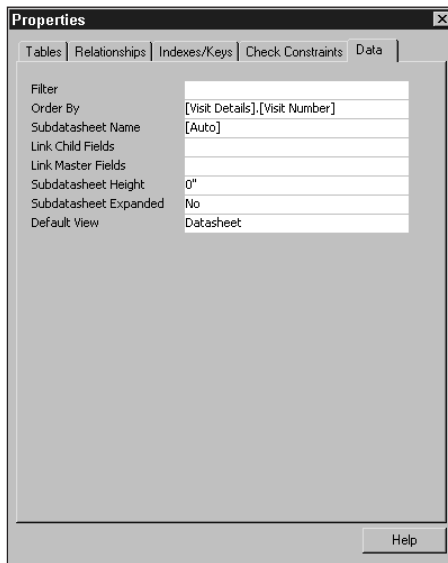 Properties
Tables Relationships Indexes/Keys Check Constraints Data
Filter
Order By [Visit Details].[Visit Number]
Subdatasheet Name [Auto]
Link Child Fields
Link Master Fields
Subdatasheet Height 0"
Subdatasheet Expanded No
Default View Datasheet
Help